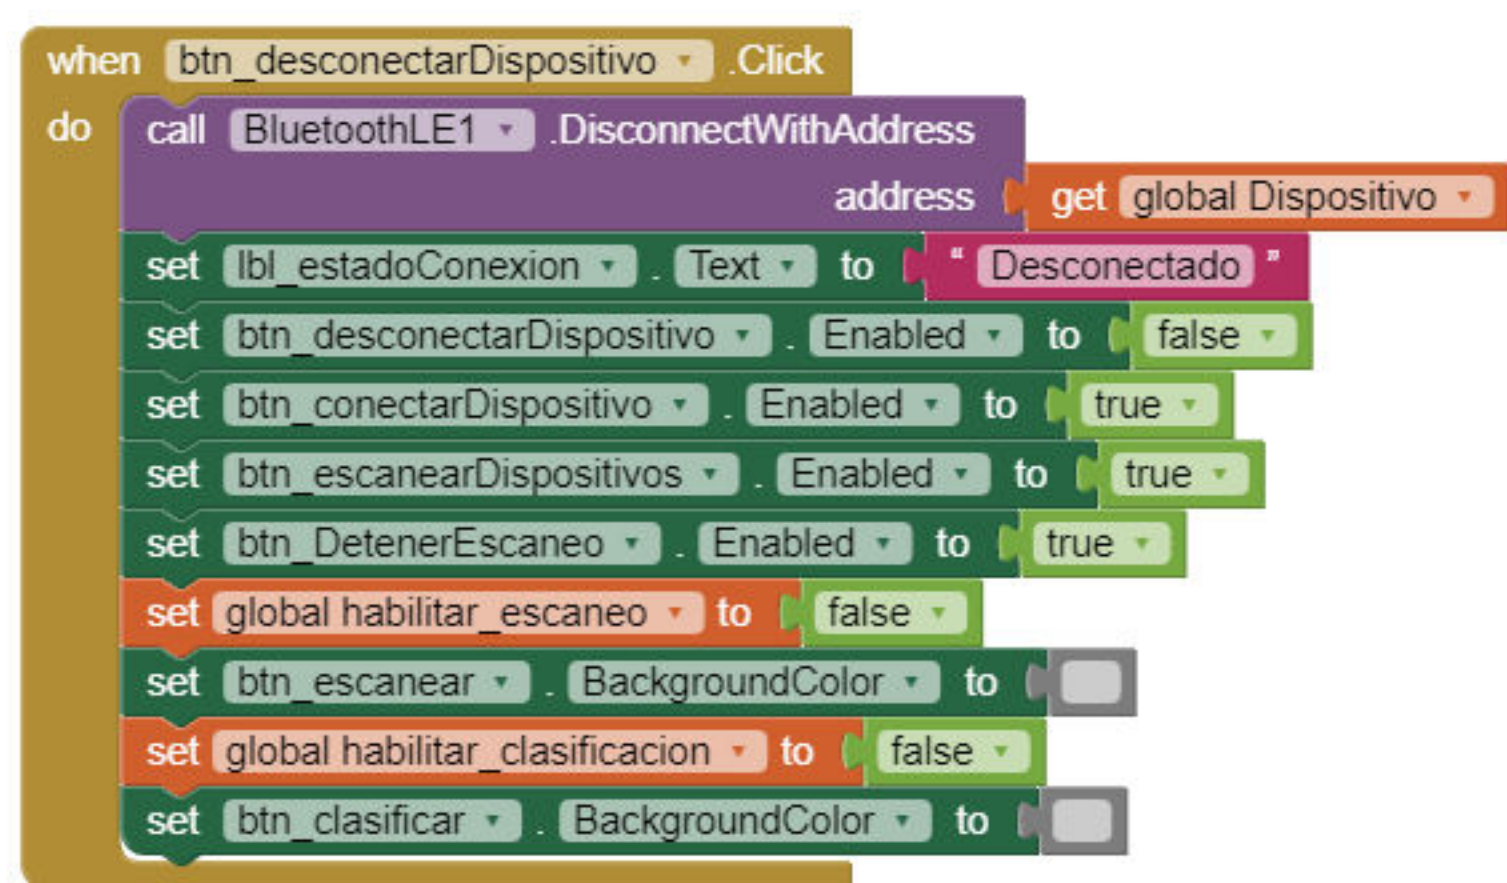 when btn_desconectarDispositivo .Click
do call BluetoothLE1 .DisconnectWithAddress
address get global Dispositivo
set lbl_estadoConexion . Text to " Desconectado "
set btn_desconectarDispositivo . Enabled to false
set btn_conectarDispositivo . Enabled to true
set btn_escanearDispositivos . Enabled to true
set btn_DetenerEscaneo . Enabled to true
set global habilitar_escaneo to false
set btn_escanear . BackgroundColor to
set global habilitar_clasificacion to false
set btn_clasificar . BackgroundColor to